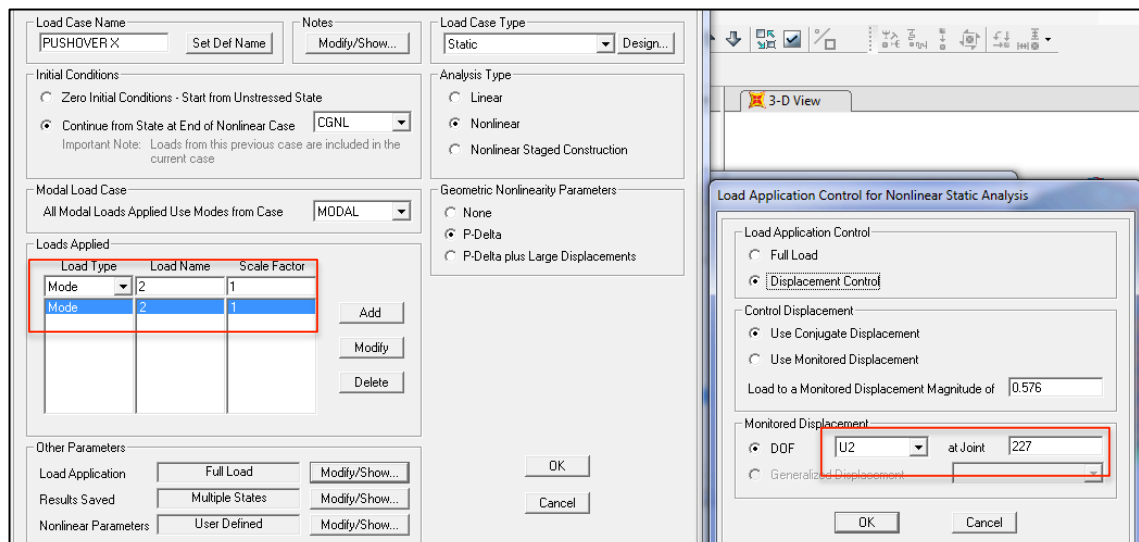 Load Case Name
PUSHOVER X
Set Def Name
Notes
Modify/Show...
Load Case Type
Static
Design...
Initial Conditions
Zero Initial Conditions - Start from Unstressed State
Continue from State at End of Nonlinear Case
CGNL
Important Note: Loads from this previous case are included in the
current case
Analysis Type
Linear
Nonlinear
Nonlinear Staged Construction
Modal Load Case
All Modal Loads Applied Use Modes from Case
MODAL
Geometric Nonlinearity Parameters
None
P-Delta
P-Delta plus Large Displacements
Loads Applied
Load Type Load Name Scale Factor
Mode 2 1
Mode 2 1
Add
Modify
Delete
Other Parameters
Load Application Full Load Modify/Show...
Results Saved Multiple States Modify/Show...
Nonlinear Parameters User Defined Modify/Show...
OK
Cancel
3-D View
Load Application Control for Nonlinear Static Analysis
Load Application Control
Full Load
Displacement Control
Control Displacement
Use Conjugate Displacement
Use Monitored Displacement
Load to a Monitored Displacement Magnitude of 0.576
Monitored Displacement
DOF U2 at Joint 227
Generalized Displacement
OK Cancel